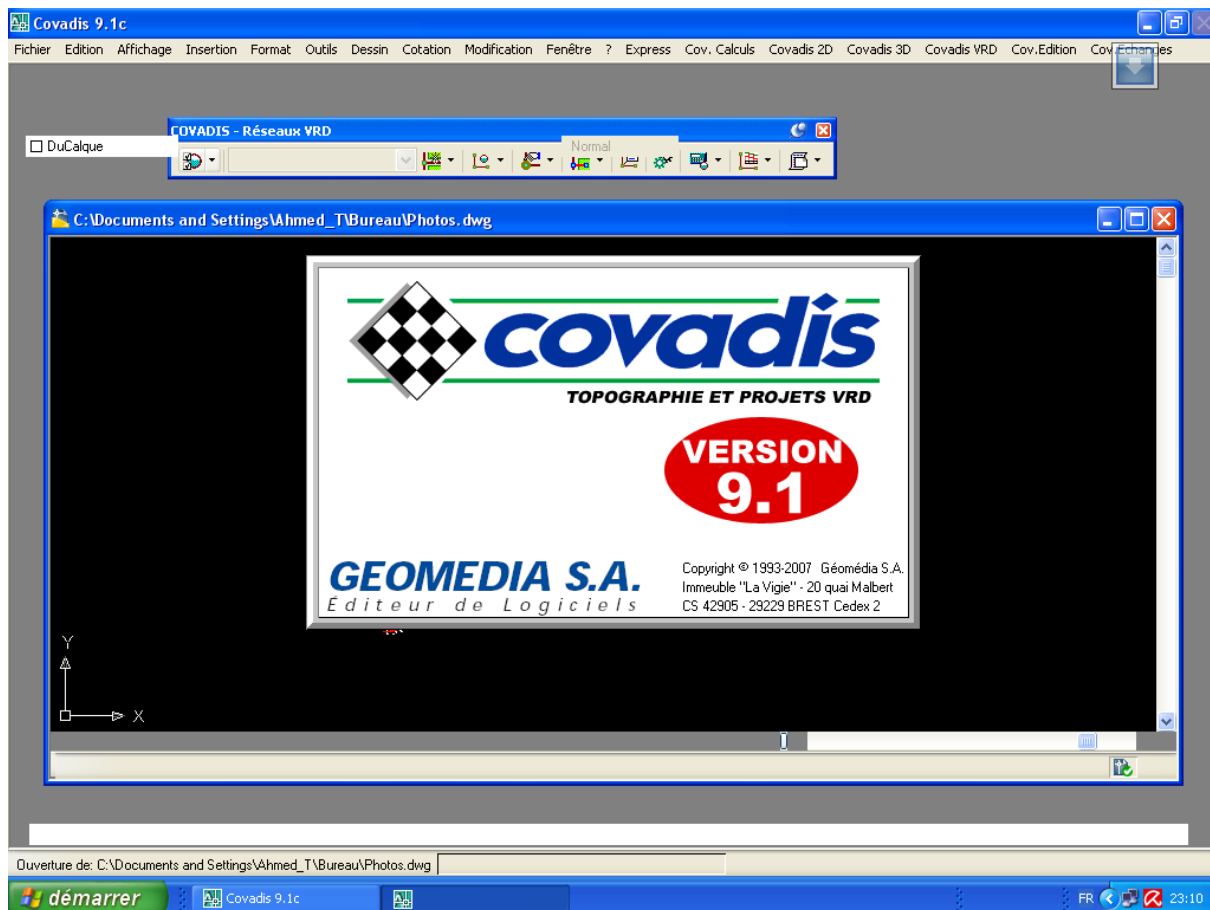 Covadis 9.1c
Fichier Edition Affichage Insertion Format Outils Dessin Cotation Modification Fenêtre ? Express Cov. Calculs Covadis 2D Covadis 3D Covadis VRD Cov.Edition Cov.Echanges
COVADIS - Réseaux VRD
DuCalque
Normal
C:\Documents and Settings\Ahmed_T\Bureau\Photos.dwg
covadis
TOPOGRAPHIE ET PROJETS VRD
VERSION
9.1
GEOMEDIA S.A.
Éditeur de Logiciels
Copyright © 1993-2007 Géomédia S.A.
Immeuble "La Vigie" - 20 quai Malbert
CS 42905 - 29229 BREST Cedex 2
Y
X
Ouverture de: C:\Documents and Settings\Ahmed_T\Bureau\Photos.dwg
démarrer Covadis 9.1c FR 23:10